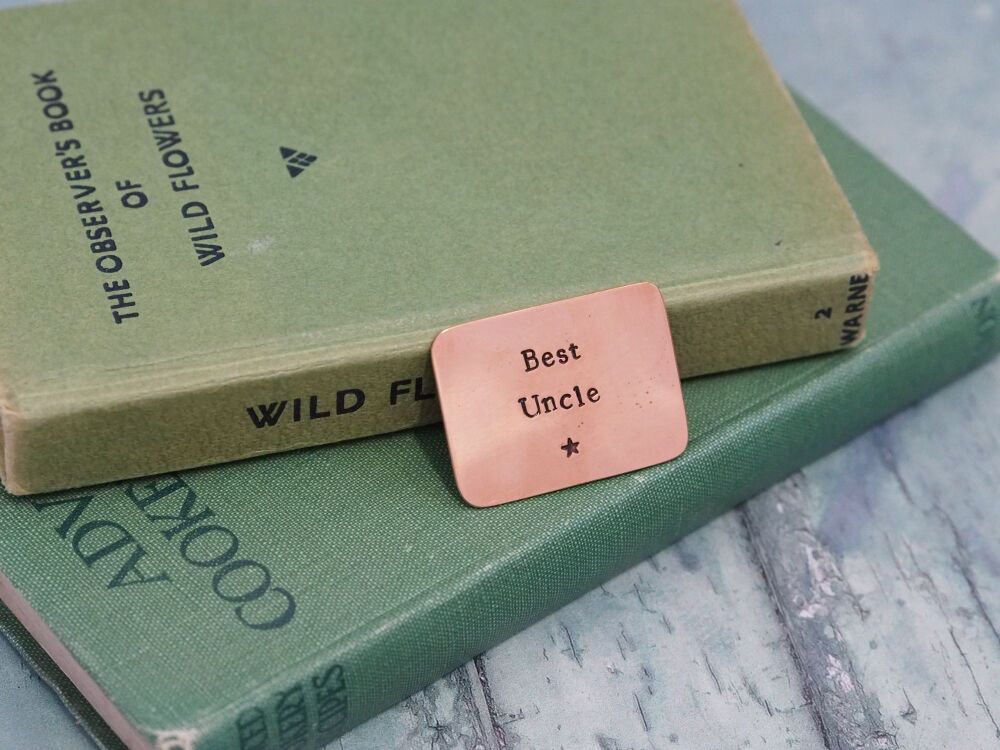 THE OBSERVER'S BOOK
OF
WILD FLOWERS
WILD FL
2
WARNE
Best
Uncle
ADV
COOKE